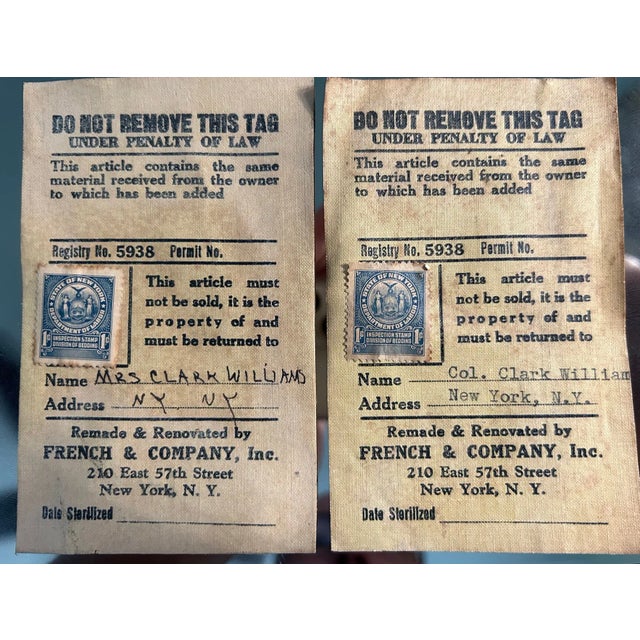 DO NOT REMOVE THIS TAG
UNDER PENALTY OF LAW
This article contains the same
material received from the owner
to which has been added
Registry No. 5938 Permit No.
STATE OF NEW YORK
DEPARTMENT OF LABOR
1¢ 1¢
INSPECTION STAMP
DIVISION OF BEDDING
This article must
not be sold, it is the
property of and
must be returned to
Name MRS CLARK WILLIAMS
Address NY, NY
Remade & Renovated by
FRENCH & COMPANY, Inc.
210 East 57th Street
New York, N. Y.
Date Sterilized
DO NOT REMOVE THIS TAG
UNDER PENALTY OF LAW
This article contains the same
material received from the owner
to which has been added
Registry No. 5938 Permit No.
STATE OF NEW YORK
DEPARTMENT OF LABOR
1¢ 1¢
INSPECTION STAMP
DIVISION OF BEDDING
This article must
not be sold, it is the
property of and
must be returned to
Name Col. Clark William
Address New York, N.Y.
Remade & Renovated by
FRENCH & COMPANY, Inc.
210 East 57th Street
New York, N. Y.
Date Sterilized